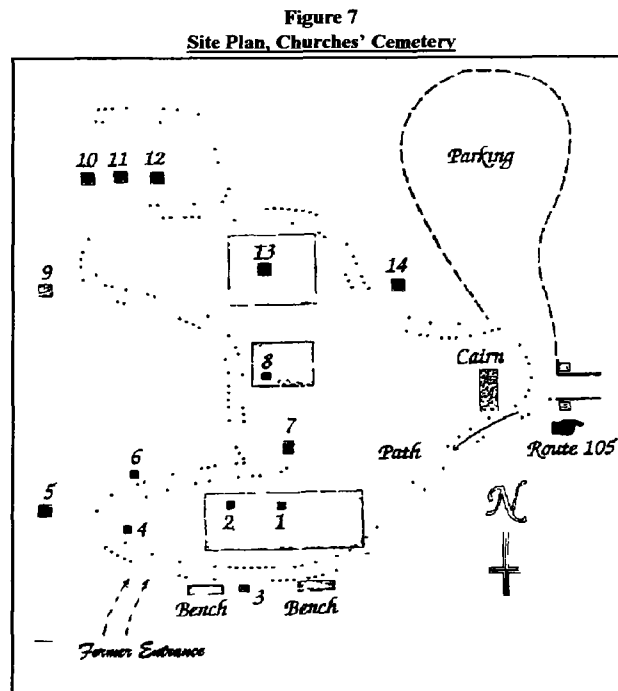 Figure 7
Site Plan, Churches' Cemetery
Parking
10 11 12
13
9
14
Cairn
8
7
Path
Route 105
6
5
N
2 1
4
3
Bench
Bench
Former Entrance